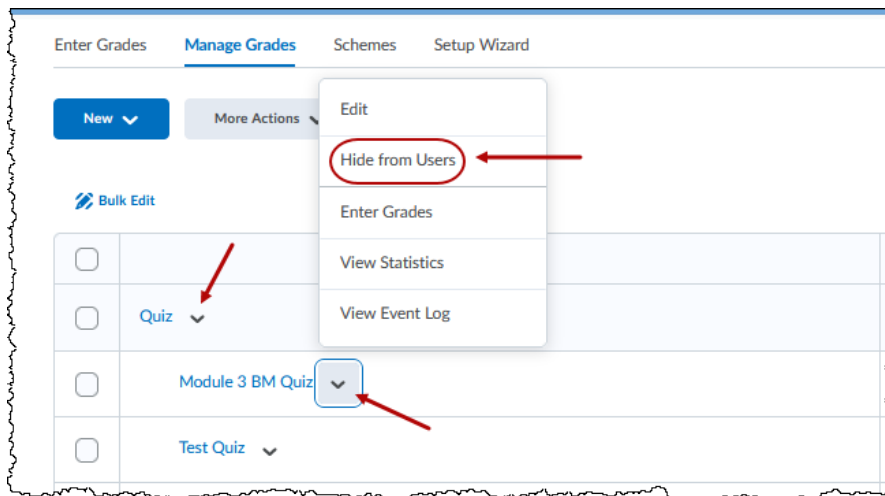 Enter Grades Manage Grades Schemes Setup Wizard
New More Actions
Edit
Hide from Users
Bulk Edit
Enter Grades
View Statistics
View Event Log
Quiz
Module 3 BM Quiz
Test Quiz